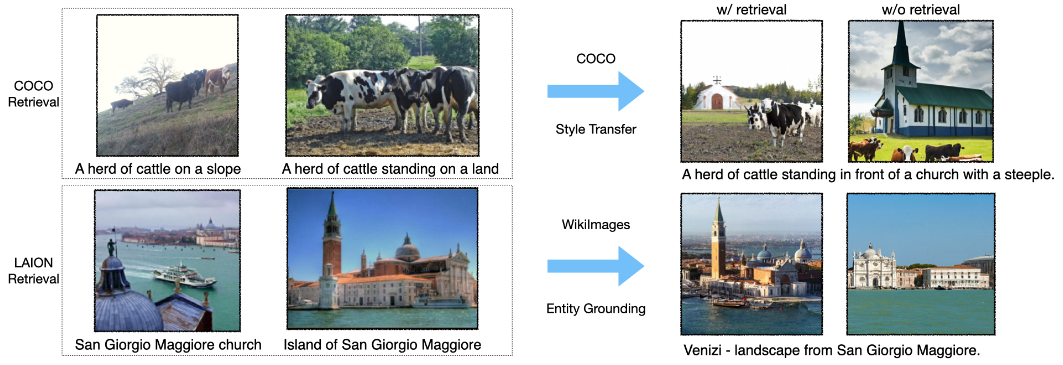 w/ retrieval
w/o retrieval
COCO
Retrieval
A herd of cattle on a slope
A herd of cattle standing on a land
COCO
Style Transfer
A herd of cattle standing in front of a church with a steeple.
LAION
Retrieval
San Giorgio Maggiore church
Island of San Giorgio Maggiore
WikiImages
Entity Grounding
Venizi - landscape from San Giorgio Maggiore.